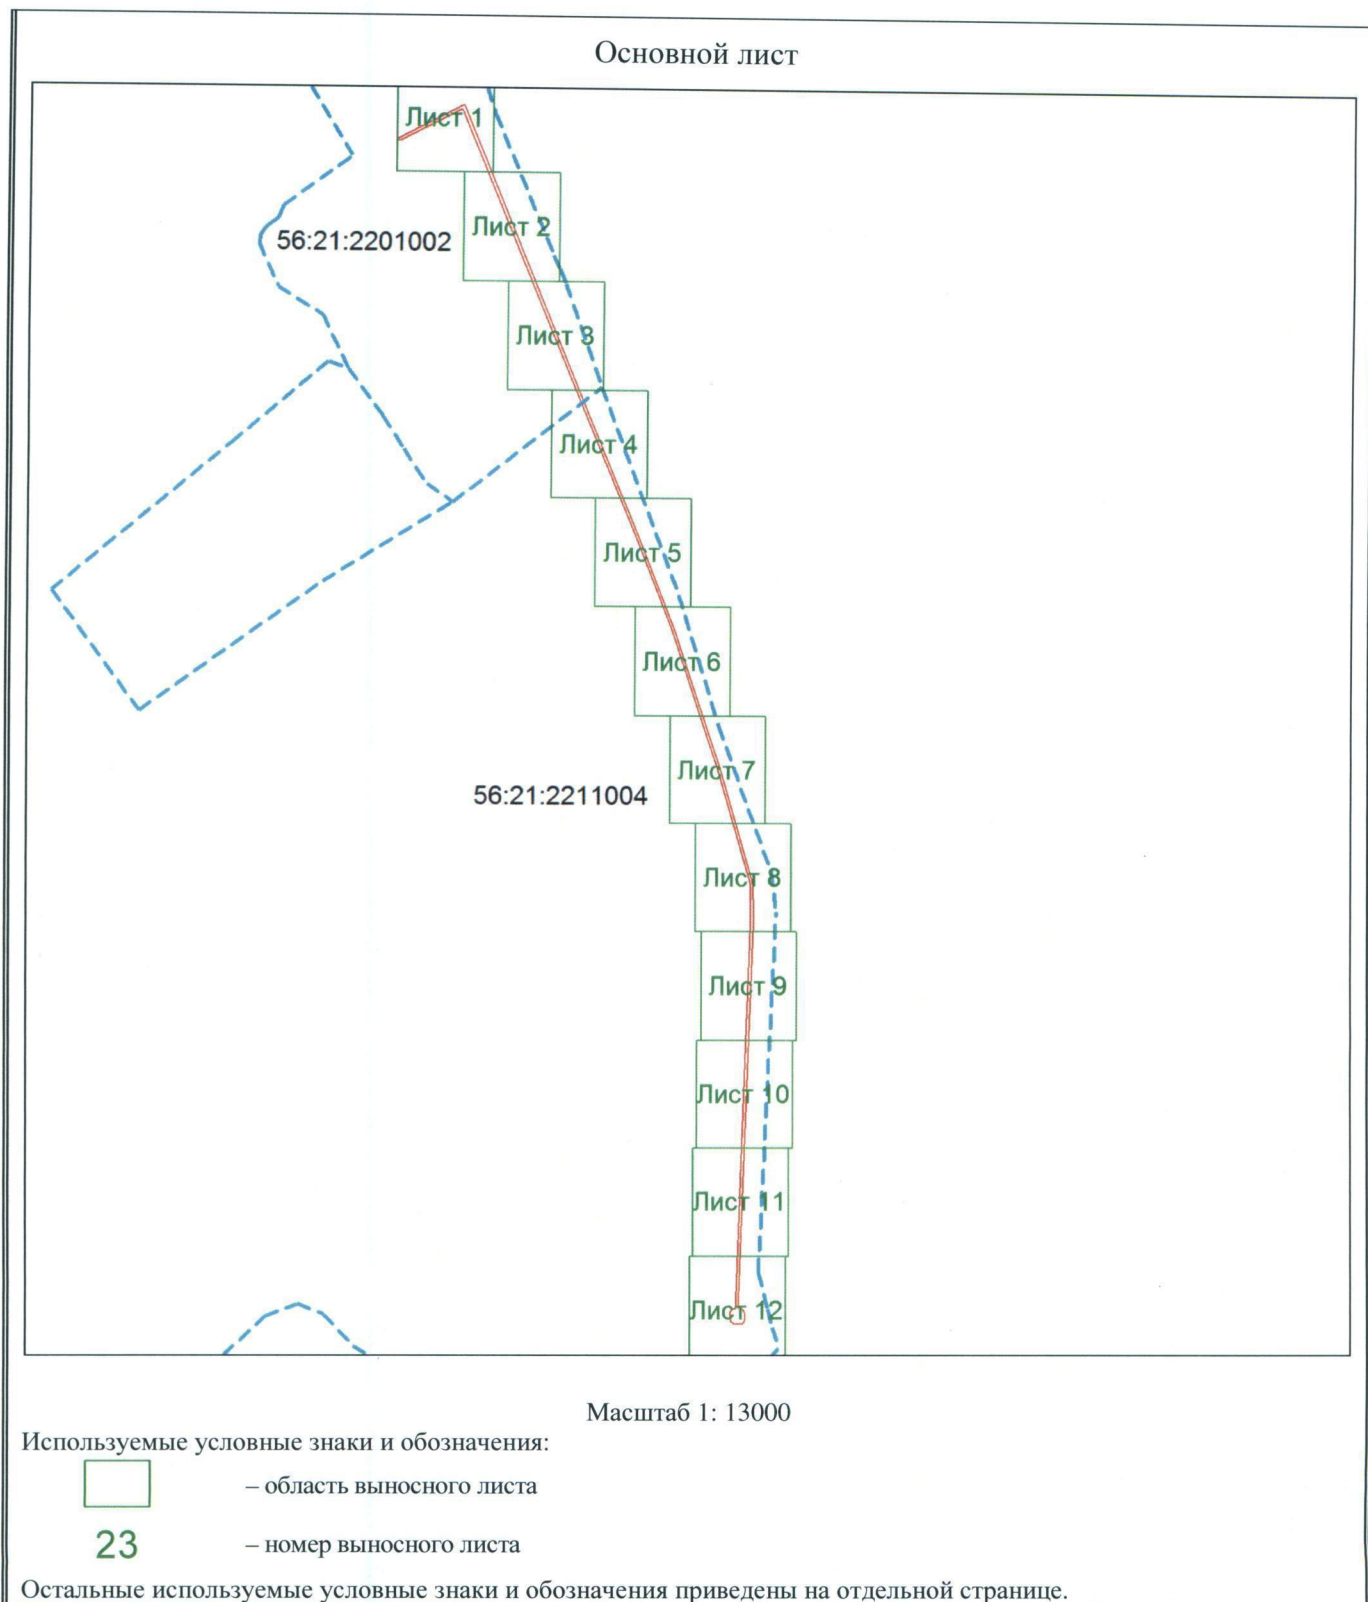 Основной лист
Лист 1
Лист 2
56:21:2201002
Лист 3
Лист 4
Лист 5
Лист 6
Лист 7
56:21:2211004
Лист 8
Лист 9
Лист 10
Лист 11
Лист 12
Масштаб 1: 13000
Используемые условные знаки и обозначения:
– область выносного листа
23 – номер выносного листа
Остальные используемые условные знаки и обозначения приведены на отдельной странице.